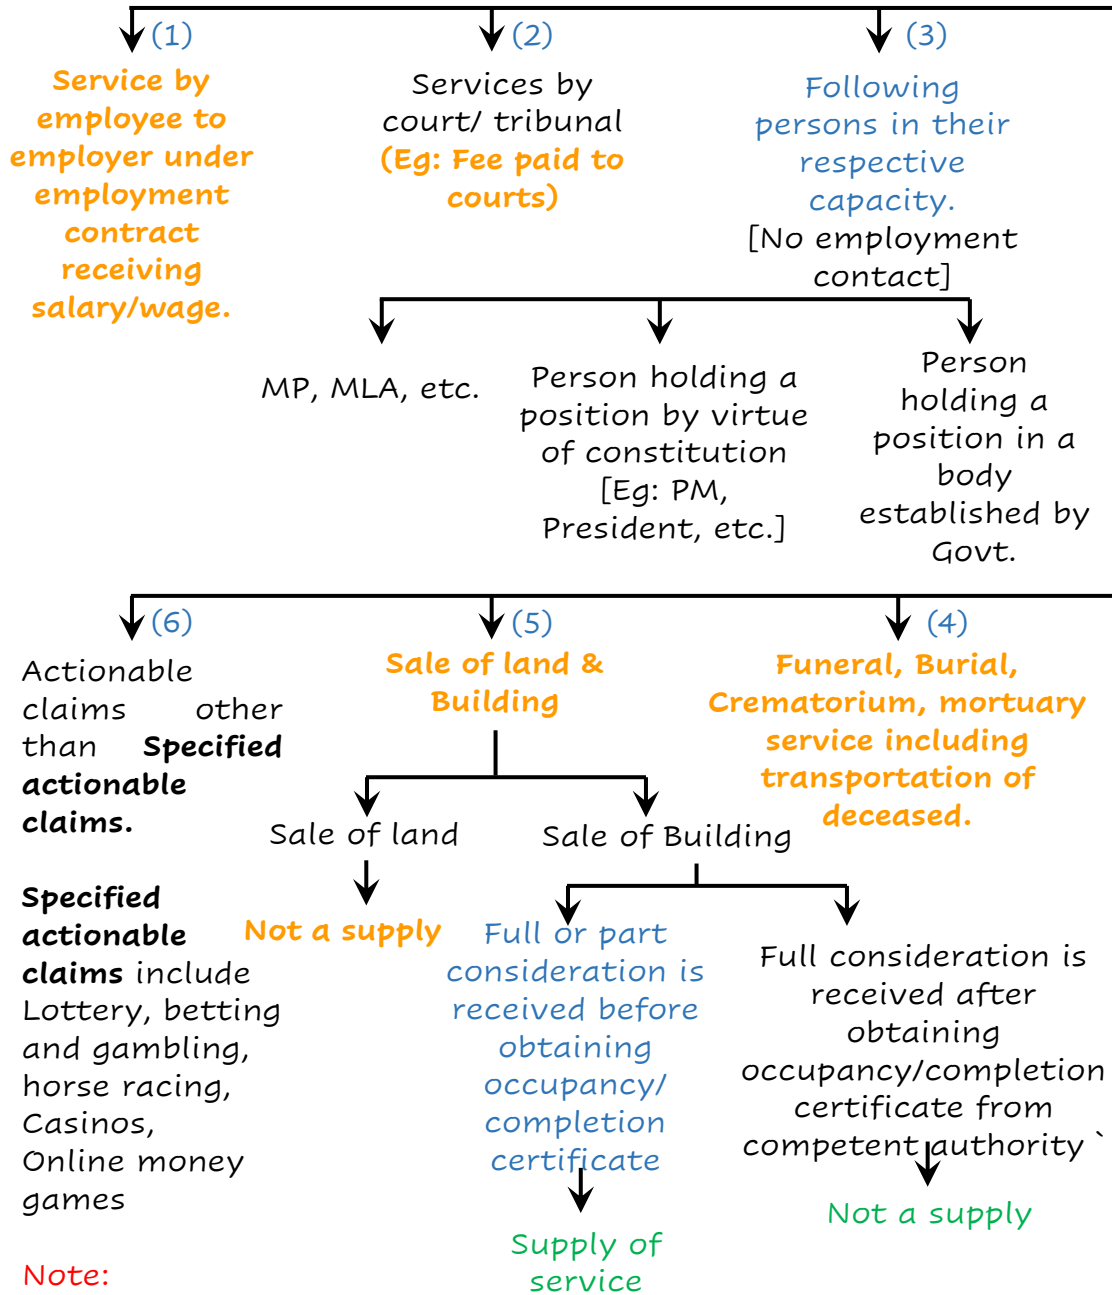 (1)
Service by
employee to
employer under
employment
contract
receiving
salary/wage.
(2)
Services by
court/ tribunal
(Eg: Fee paid to
courts)
(3)
Following
persons in their
respective
capacity.
[No employment
contact]
MP, MLA, etc.
Person holding a
position by virtue
of constitution
[Eg: PM,
President, etc.]
Person
holding a
position in a
body
established by
Govt.
(6)
Actionable
claims other
than Specified
actionable
claims.
Specified
actionable
claims include
Lottery, betting
and gambling,
horse racing,
Casinos,
Online money
games
Note:
(5)
Sale of land &
Building
Sale of land
Not a supply
Sale of Building
Full or part
consideration is
received before
obtaining
occupancy/
completion
certificate
Supply of
service
Full consideration is
received after
obtaining
occupancy/completion
certificate from
competent authority `
Not a supply
(4)
Funeral, Burial,
Crematorium, mortuary
service including
transportation of
deceased.